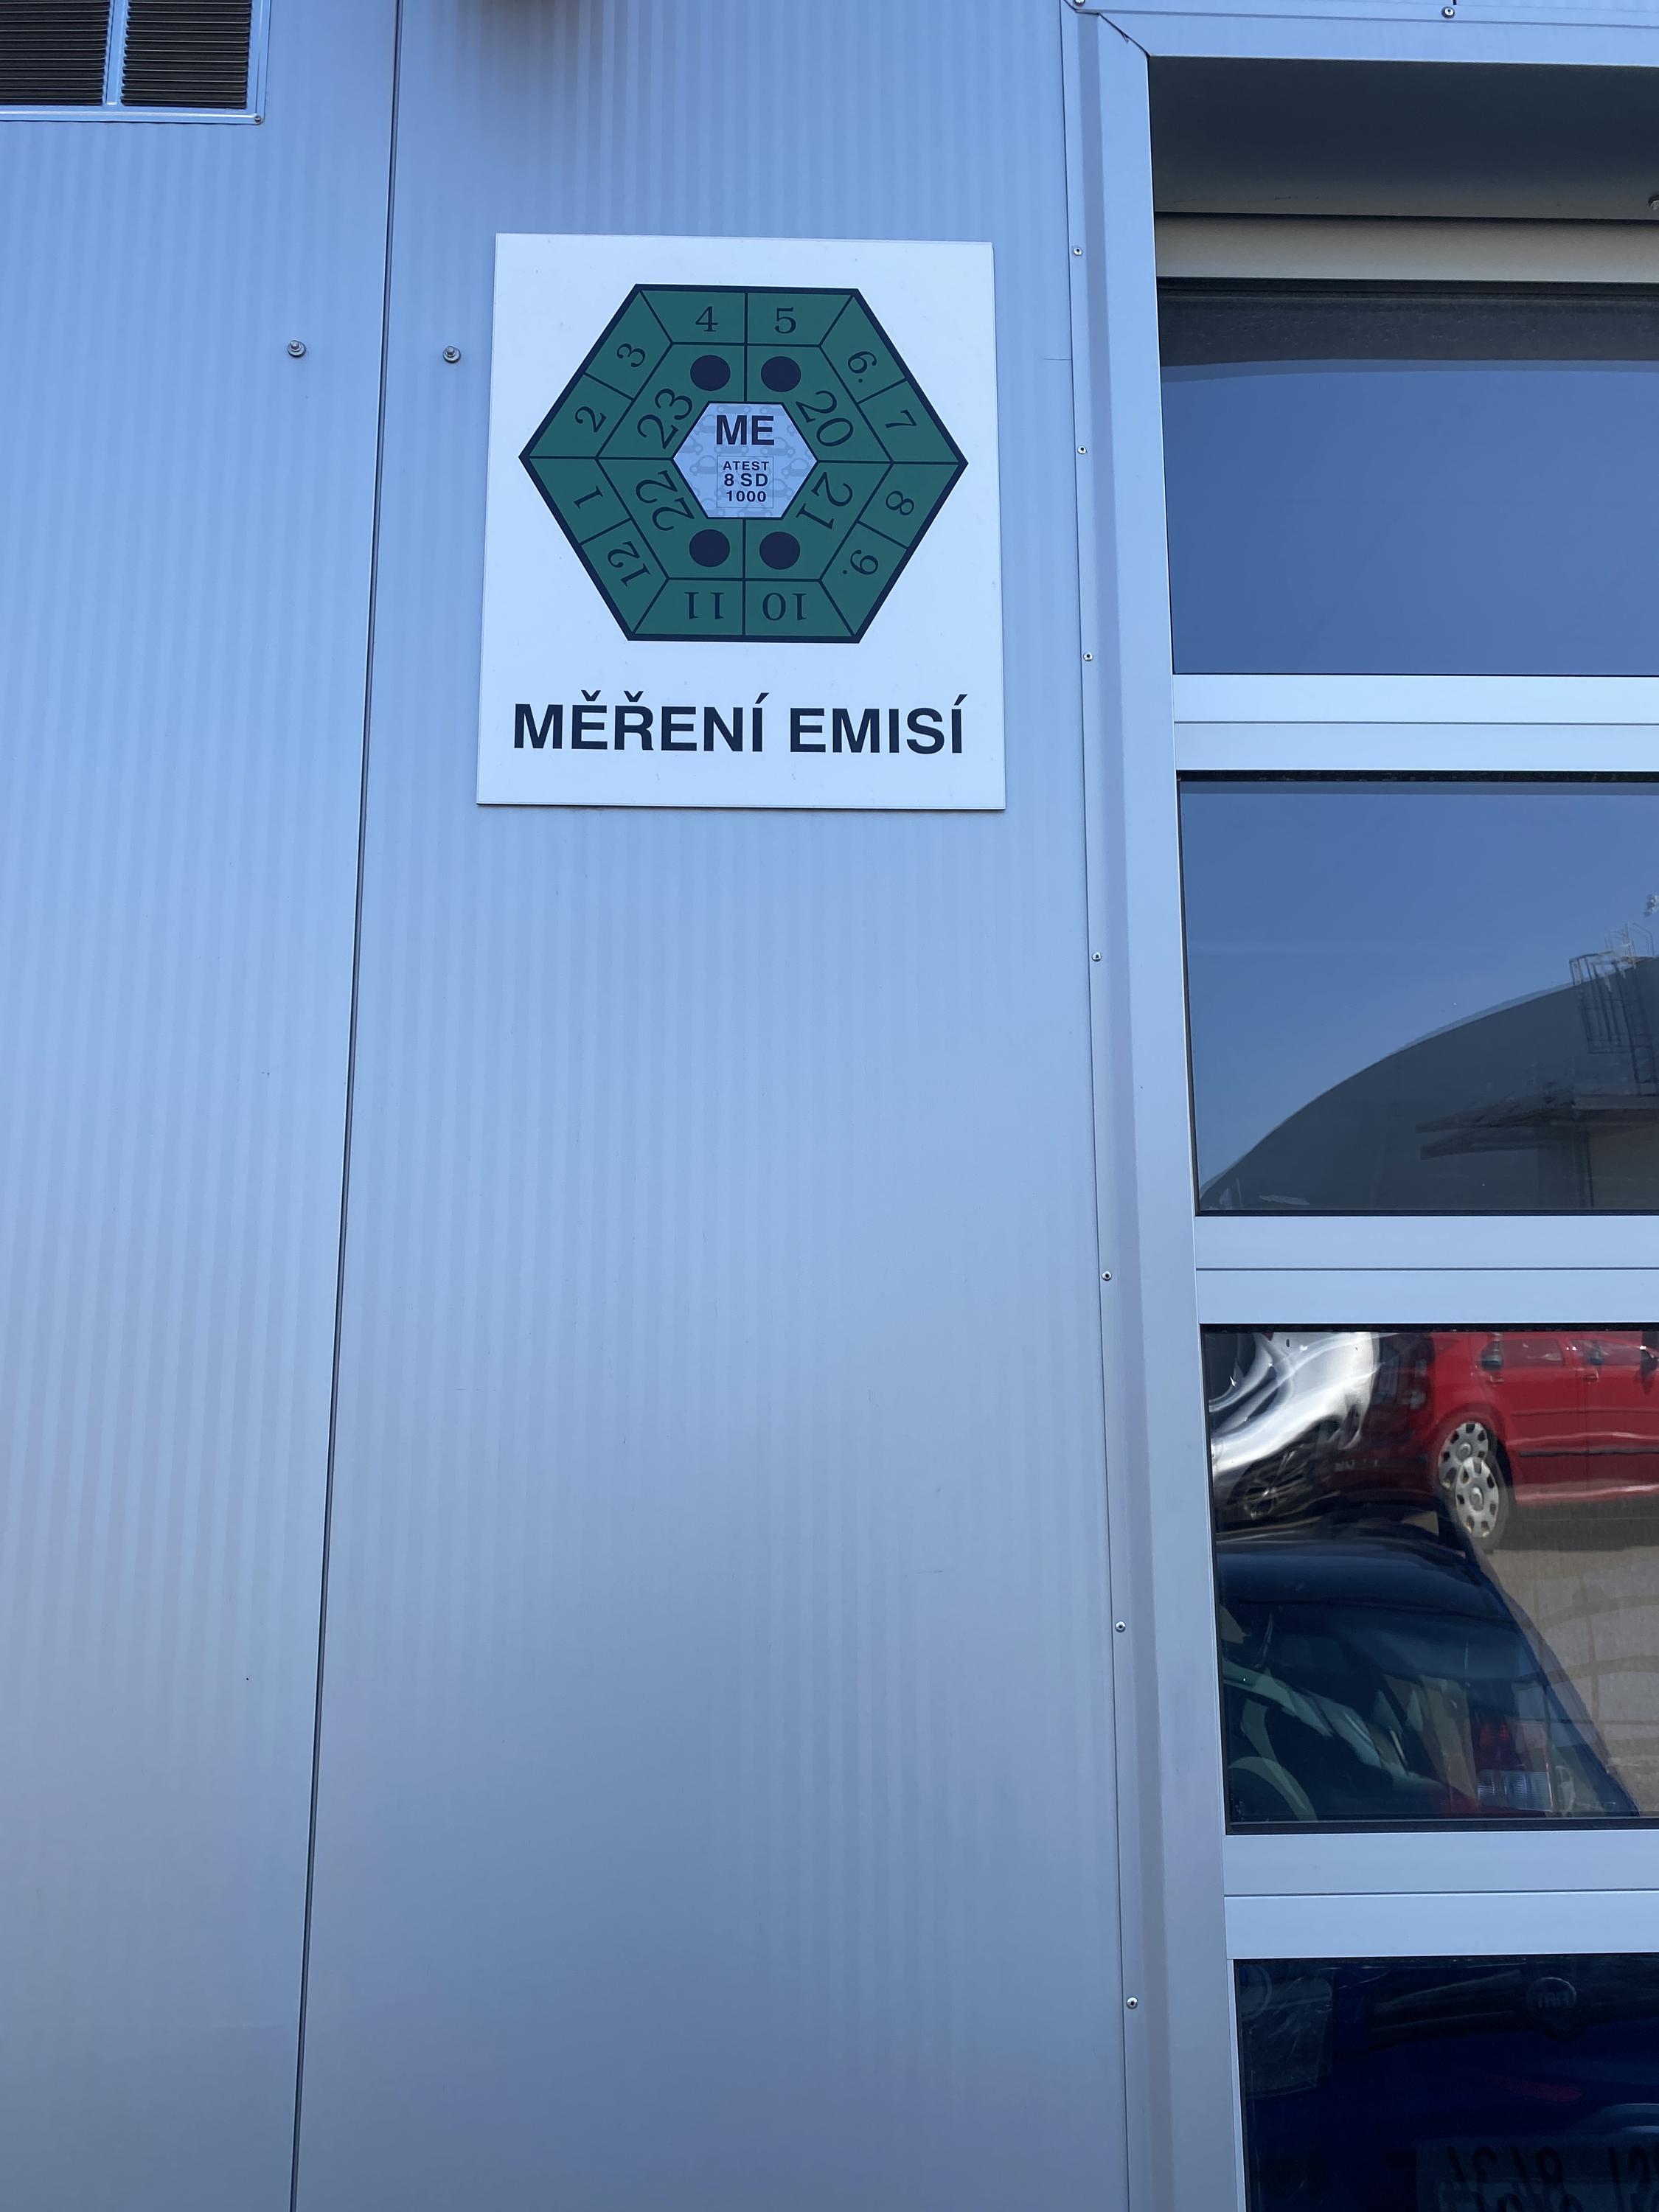 4 5
3 6.
2 23 20 7
ME
ATEST
8 SD
1000
1 22 21 8
12 9.
11 10
MĚŘENÍ EMISÍ